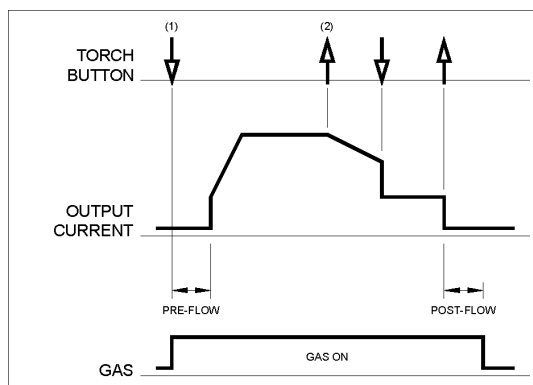 (1) (2)
TORCH
BUTTON
OUTPUT
CURRENT
PRE-FLOW POST-FLOW
GAS ON
GAS